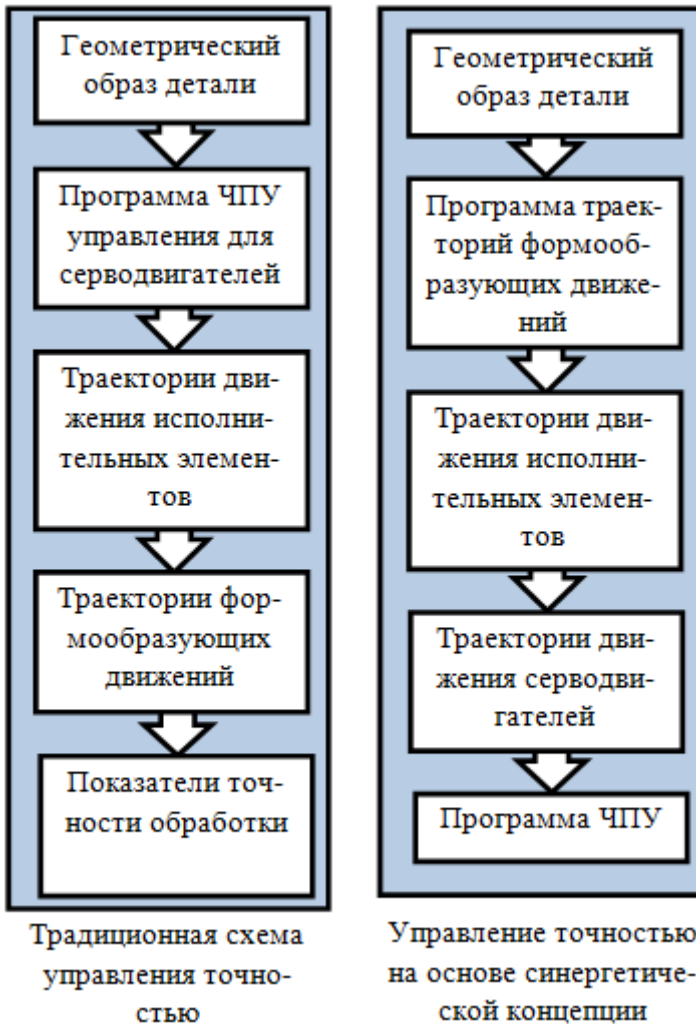 Геометрический
образ детали
Программа ЧПУ
управления для
серводвигателей
Траектории дви-
жения исполни-
тельных элемен-
тов
Траектории фор-
мообразующих
движений
Показатели точ-
ности обработки
Традиционная схема
управления точно-
стью
Геометрический
образ детали
Программа траек-
торий формооб-
разующих движе-
ний
Траектории дви-
жения исполни-
тельных элемен-
тов
Траектории дви-
жения серводви-
гателей
Программа ЧПУ
Управление точностью
на основе синергетиче-
ской концепции